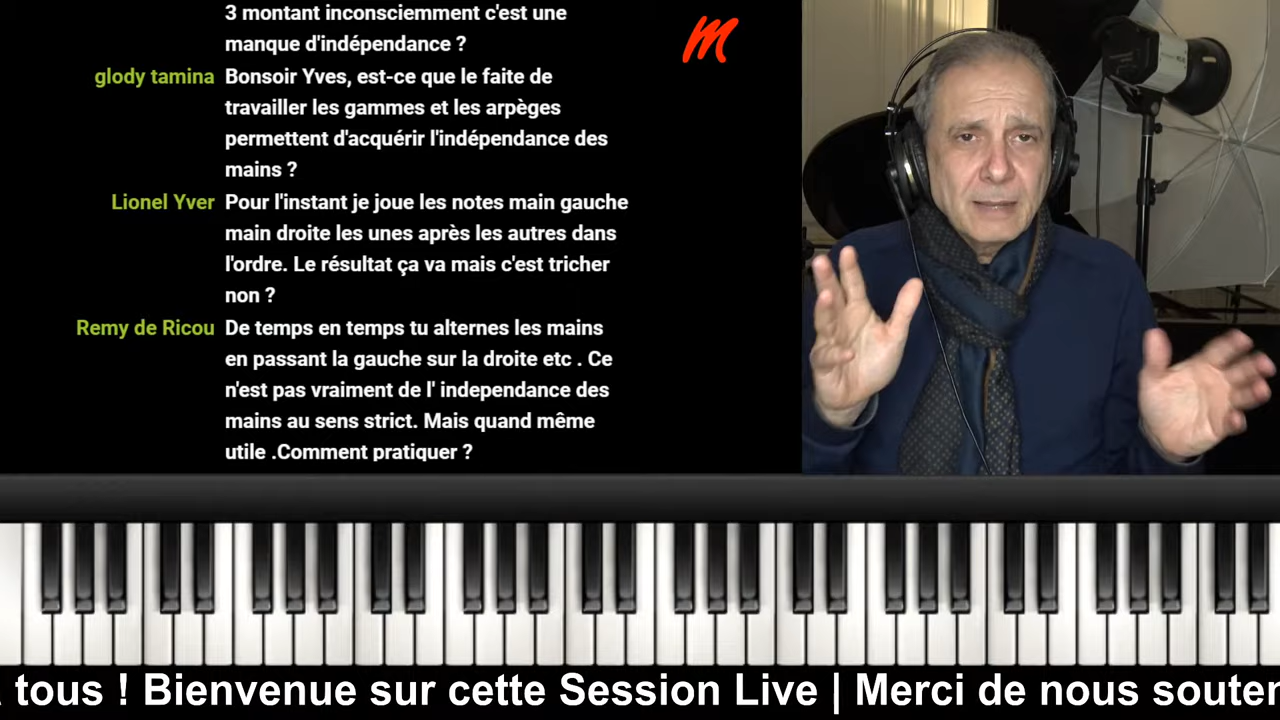 3 montant inconsciemment c'est une
manque d'indépendance ?
glody tamina Bonsoir Yves, est-ce que le faite de
travailler les gammes et les arpèges
permettent d'acquérir l'indépendance des
mains ?
Lionel Yver Pour l'instant je joue les notes main gauche
main droite les unes après les autres dans
l'ordre. Le résultat ça va mais c'est tricher
non ?
Remy de Ricou De temps en temps tu alternes les mains
en passant la gauche sur la droite etc . Ce
n'est pas vraiment de l' independance des
mains au sens strict. Mais quand même
utile .Comment pratiquer ?
m
tous ! Bienvenue sur cette Session Live | Merci de nous souter